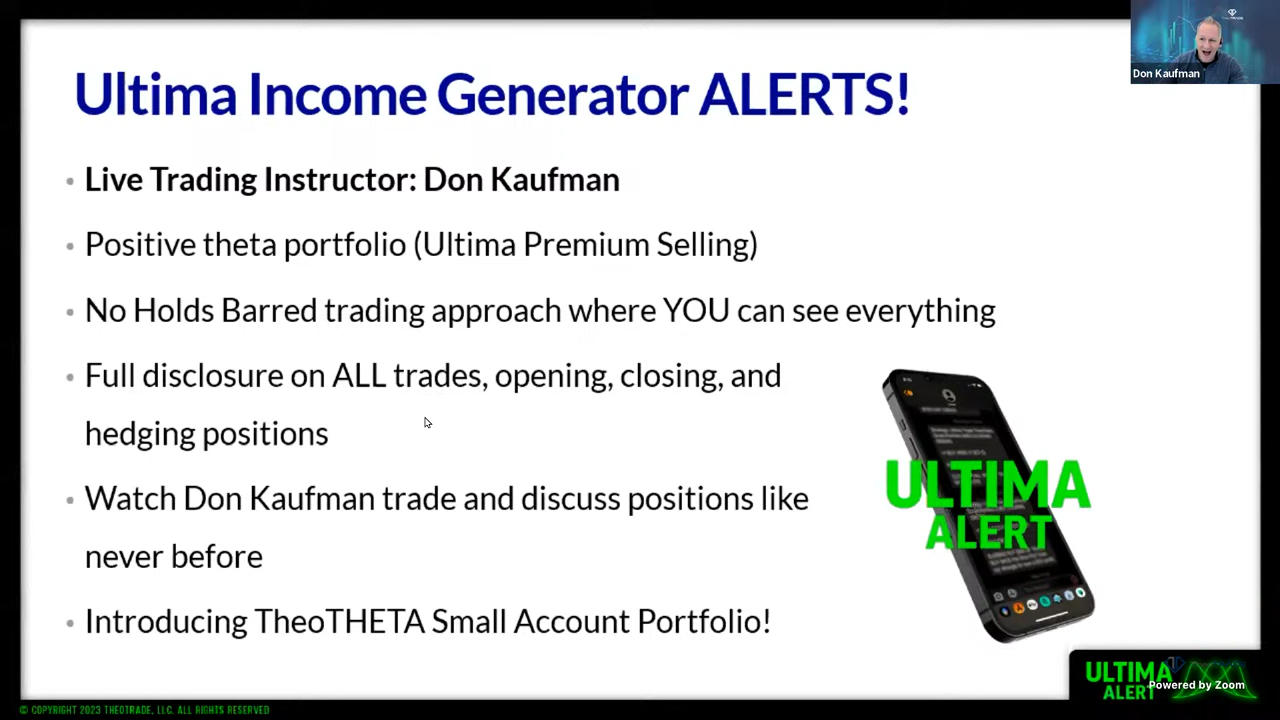 Ultima Income Generator ALERTS!
Don Kaufman
Live Trading Instructor: Don Kaufman
Positive theta portfolio (Ultima Premium Selling)
No Holds Barred trading approach where YOU can see everything
Full disclosure on ALL trades, opening, closing, and
hedging positions
Watch Don Kaufman trade and discuss positions like
never before
Introducing TheoTHETA Small Account Portfolio!
ULTIMA
ALERT
ULTIMA
ALERT
Powered by Zoom
© COPYRIGHT 2023 THEOTRADE, LLC. ALL RIGHTS RESERVED